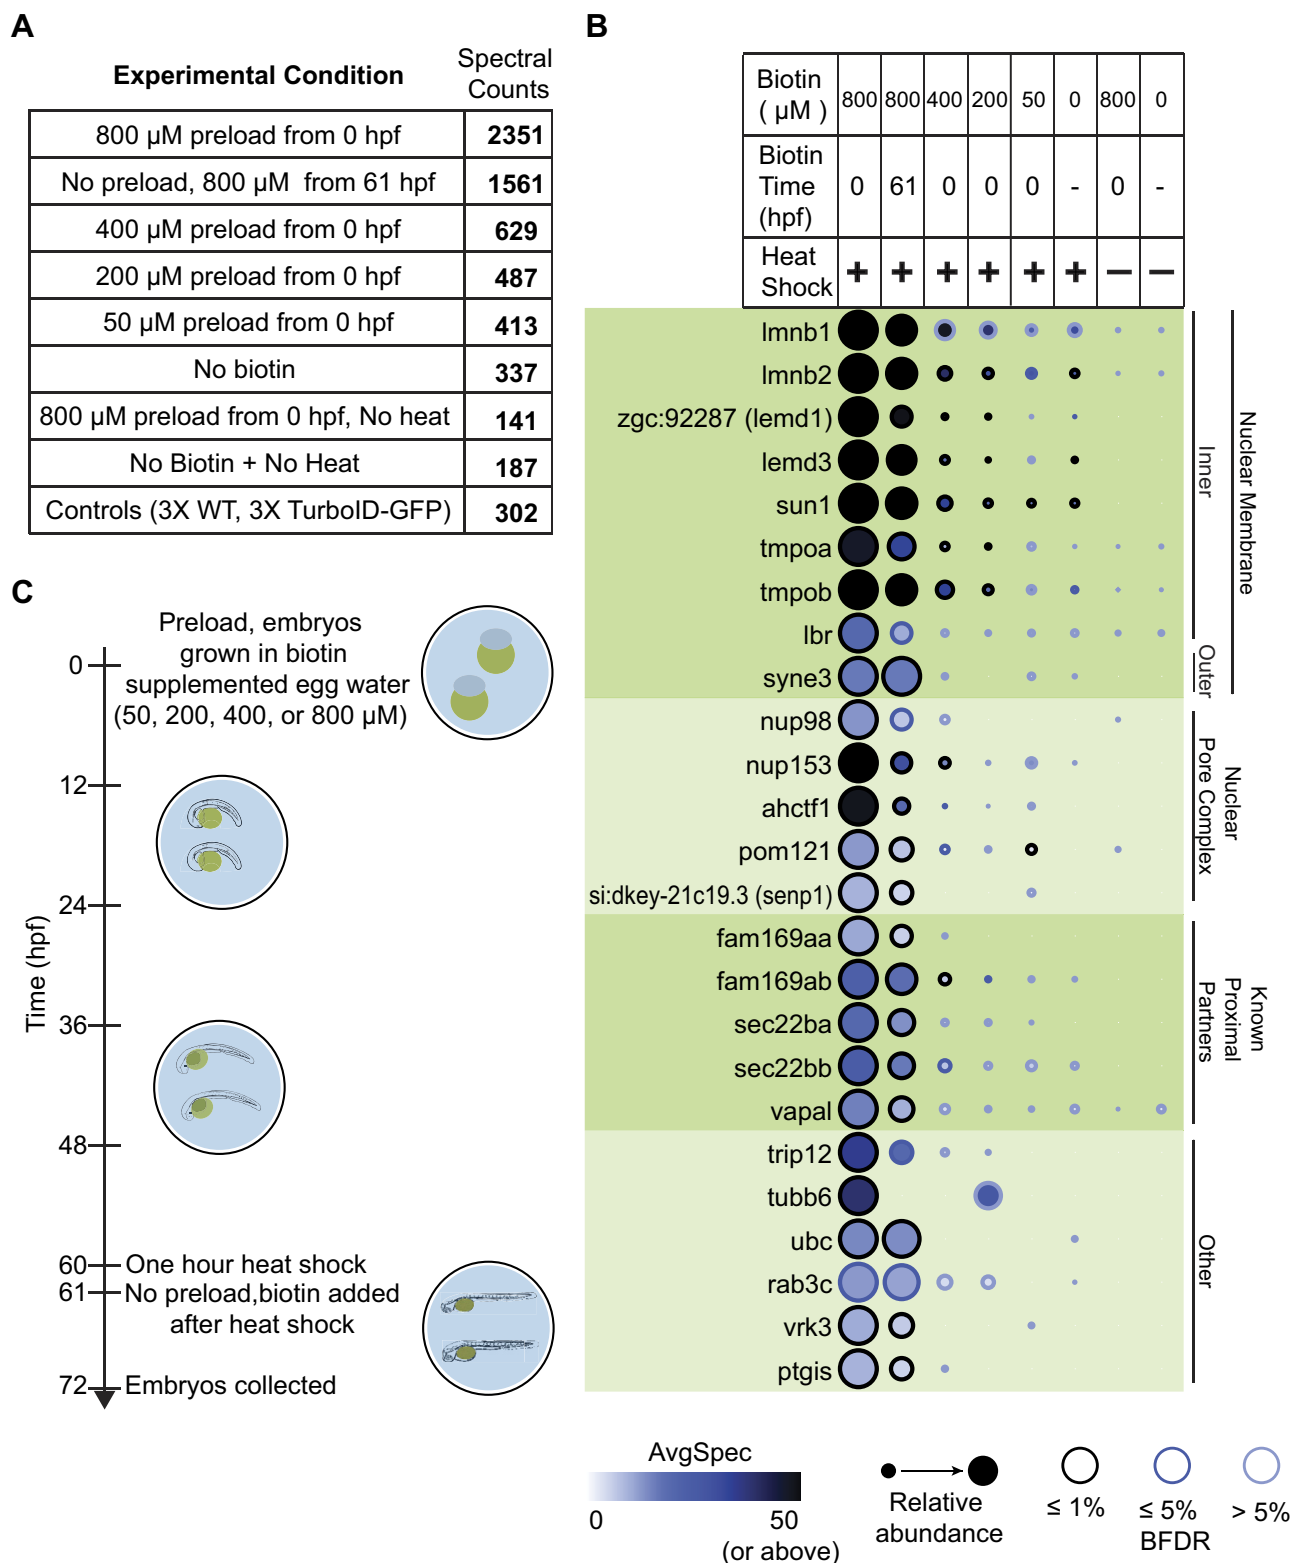 A
Experimental Condition
Spectral
Counts
800 µM preload from 0 hpf 2351
No preload, 800 µM from 61 hpf 1561
400 µM preload from 0 hpf 629
200 µM preload from 0 hpf 487
50 µM preload from 0 hpf 413
No biotin 337
800 µM preload from 0 hpf, No heat 141
No Biotin + No Heat 187
Controls (3X WT, 3X TurboID-GFP) 302
B
Biotin
( µM )
800 800 400 200 50 0 800 0
Biotin
Time
(hpf)
0 61 0 0 0 - 0 -
Heat
Shock
+ + + + + + — —
lmnb1
lmnb2
zgc:92287 (lemd1)
lemd3
sun1
tmpoa
tmpob
lbr
syne3
nup98
nup153
ahctf1
pom121
si:dkey-21c19.3 (senp1)
fam169aa
fam169ab
sec22ba
sec22bb
vapal
trip12
tubb6
ubc
rab3c
vrk3
ptgis
Inner
Outer
Nuclear Membrane
Nuclear
Pore Complex
Known
Proximal
Partners
Other
AvgSpec
0 50
(or above)
Relative
abundance
≤ 1% ≤ 5% > 5%
BFDR
C
Time (hpf)
0
12
24
36
48
60
61
72
Preload, embryos
grown in biotin
supplemented egg water
(50, 200, 400, or 800 µM)
One hour heat shock
No preload,biotin added
after heat shock
Embryos collected